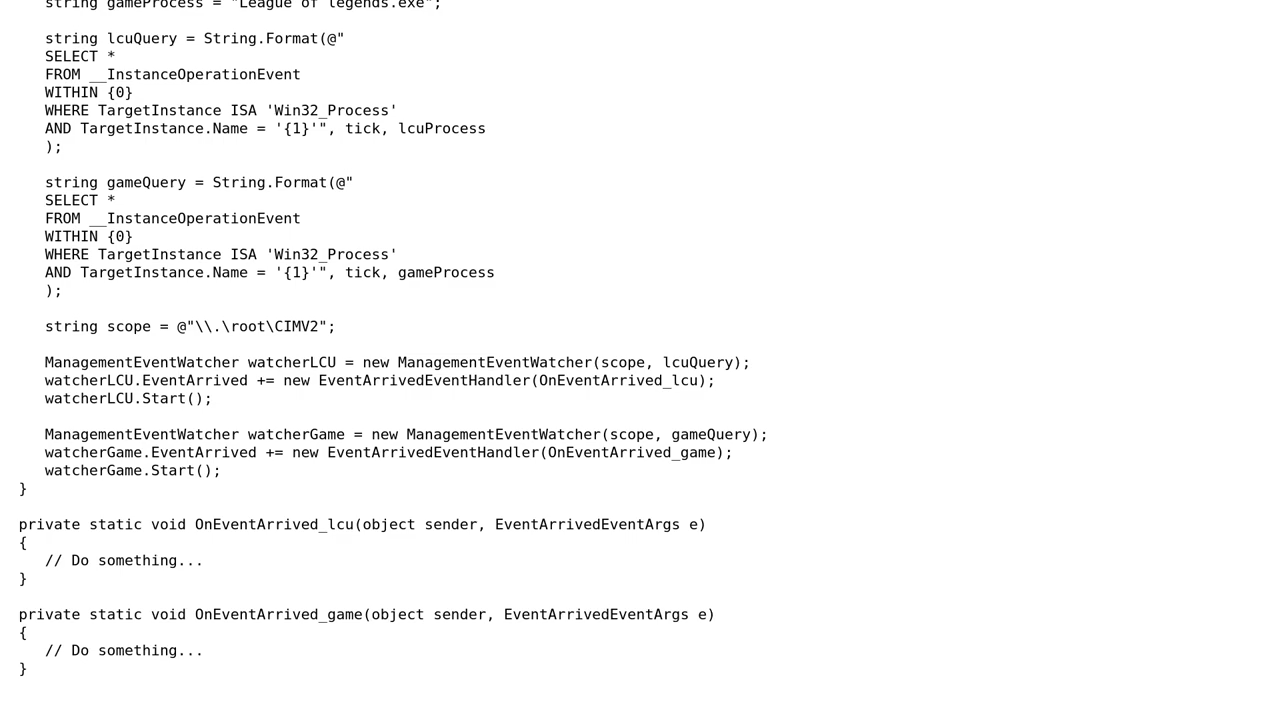 string gameProcess = "League of legends.exe";
string lcuQuery = String.Format(@"
SELECT *
FROM __InstanceOperationEvent
WITHIN {0}
WHERE TargetInstance ISA 'Win32_Process'
AND TargetInstance.Name = '{1}'", tick, lcuProcess
);
string gameQuery = String.Format(@"
SELECT *
FROM __InstanceOperationEvent
WITHIN {0}
WHERE TargetInstance ISA 'Win32_Process'
AND TargetInstance.Name = '{1}'", tick, gameProcess
);
string scope = @"\\.\root\CIMV2";
ManagementEventWatcher watcherLCU = new ManagementEventWatcher(scope, lcuQuery);
watcherLCU.EventArrived += new EventArrivedEventHandler(OnEventArrived_lcu);
watcherLCU.Start();
ManagementEventWatcher watcherGame = new ManagementEventWatcher(scope, gameQuery);
watcherGame.EventArrived += new EventArrivedEventHandler(OnEventArrived_game);
watcherGame.Start();
}
private static void OnEventArrived_lcu(object sender, EventArrivedEventArgs e)
{
// Do something...
}
private static void OnEventArrived_game(object sender, EventArrivedEventArgs e)
{
// Do something...
}